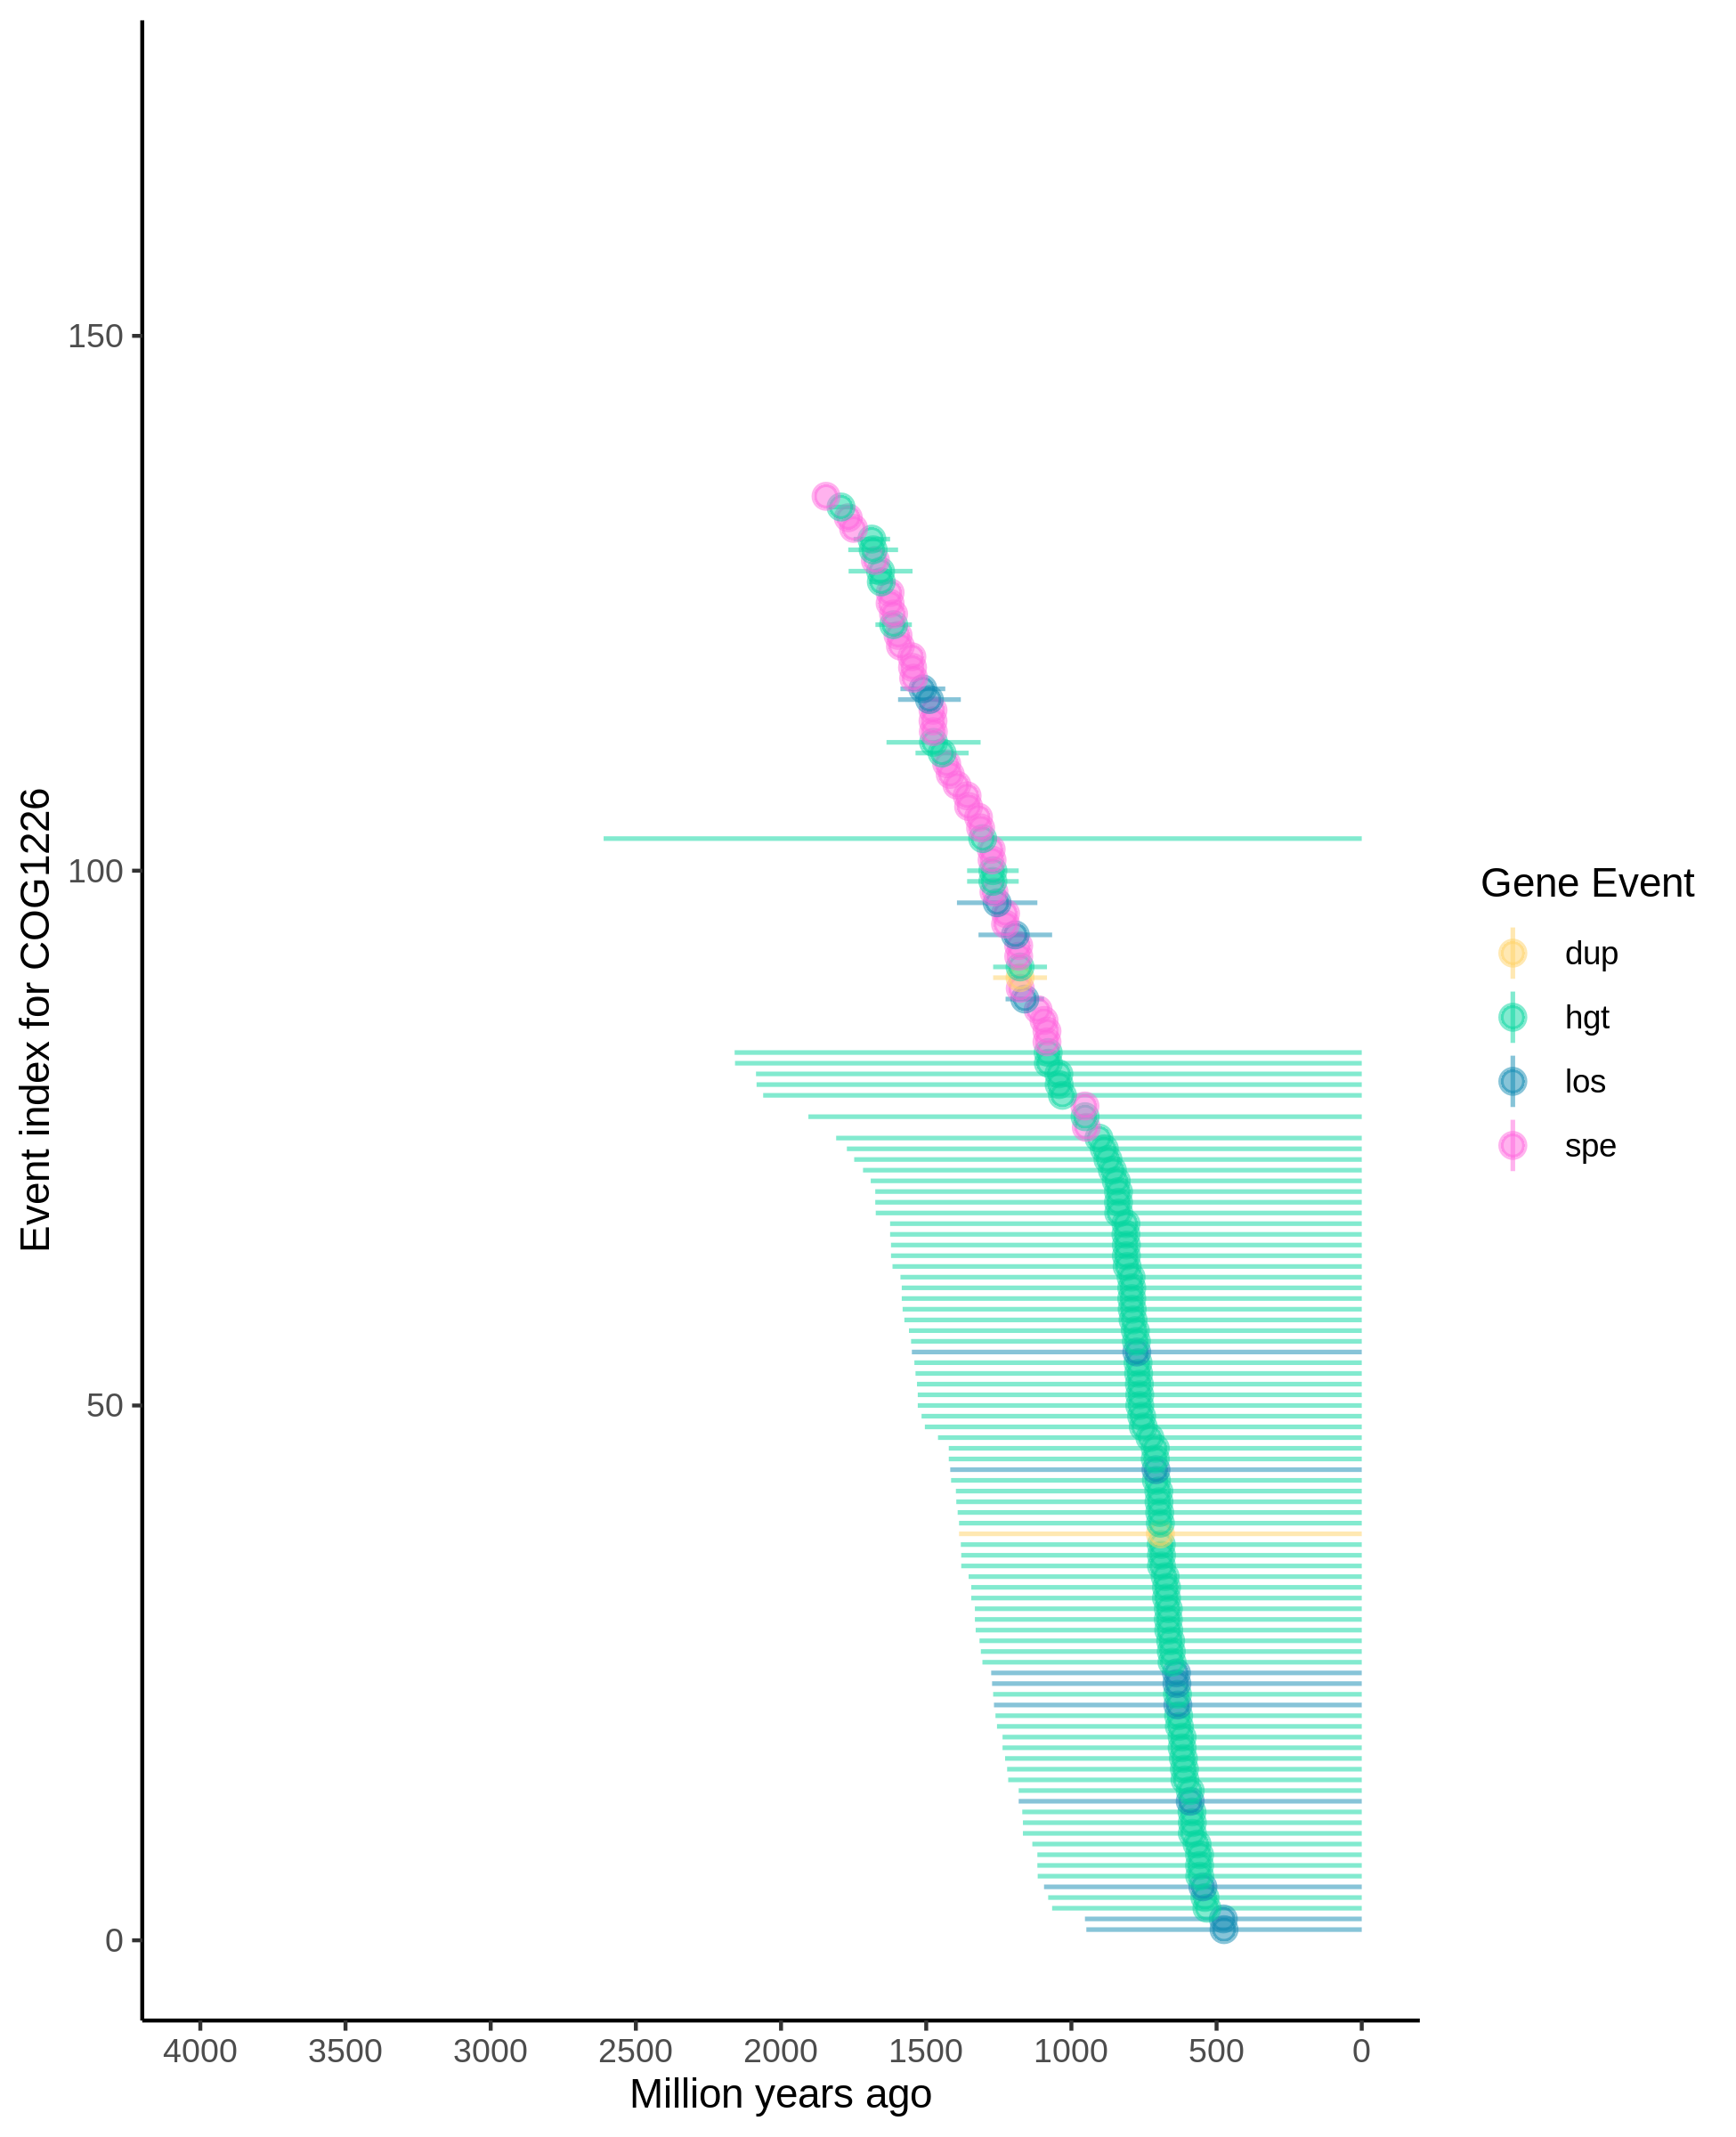 Event index for COG1226
150
100
50
0
4000 3500 3000 2500 2000 1500 1000 500 0
Million years ago
Gene Event
dup
hgt
los
spe